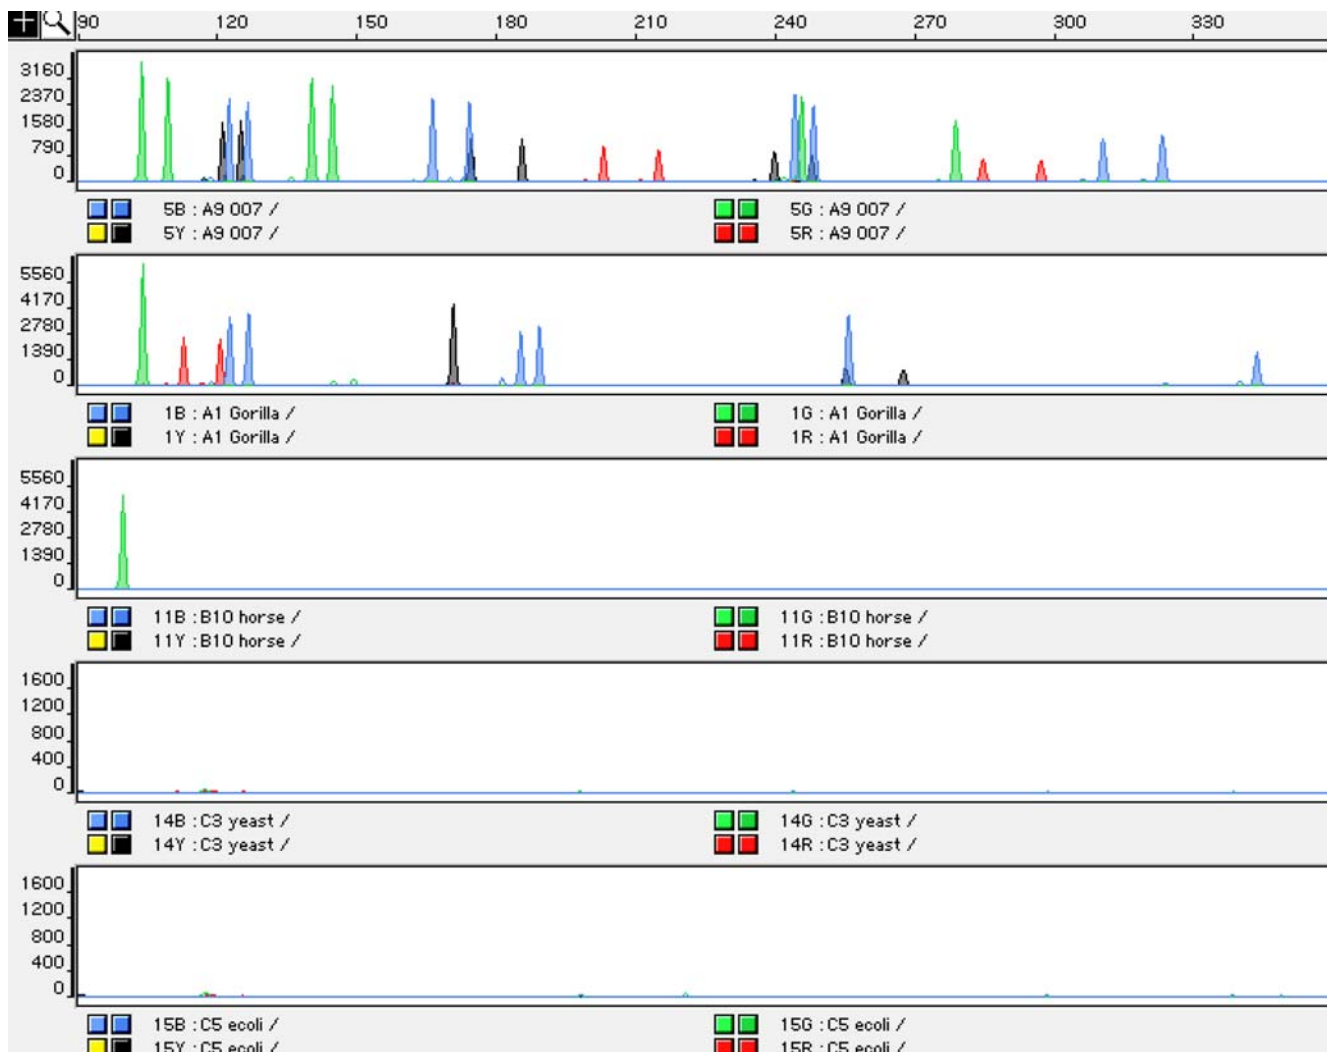 90 120 150 180 210 240 270 300 330
3160
2370
1580
790
0
5B : A9 007 / 5G : A9 007 /
5Y : A9 007 / 5R : A9 007 /
5560
4170
2780
1390
0
1B : A1 Gorilla / 1G : A1 Gorilla /
1Y : A1 Gorilla / 1R : A1 Gorilla /
5560
4170
2780
1390
0
11B : B10 horse / 11G : B10 horse /
11Y : B10 horse / 11R : B10 horse /
1600
1200
800
400
0
14B : C3 yeast / 14G : C3 yeast /
14Y : C3 yeast / 14R : C3 yeast /
1600
1200
800
400
0
15B : C5 ecoli / 15G : C5 ecoli /
15Y : C5 ecoli / 15R : C5 ecoli /